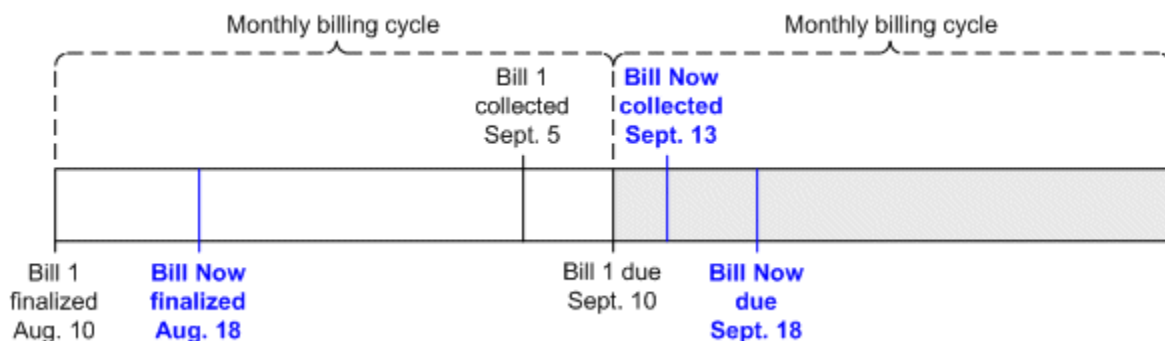 Monthly billing cycle
Monthly billing cycle
Bill 1
collected
Sept. 5
Bill Now
collected
Sept. 13
Bill 1
finalized
Aug. 10
Bill Now
finalized
Aug. 18
Bill 1 due
Sept. 10
Bill Now
due
Sept. 18